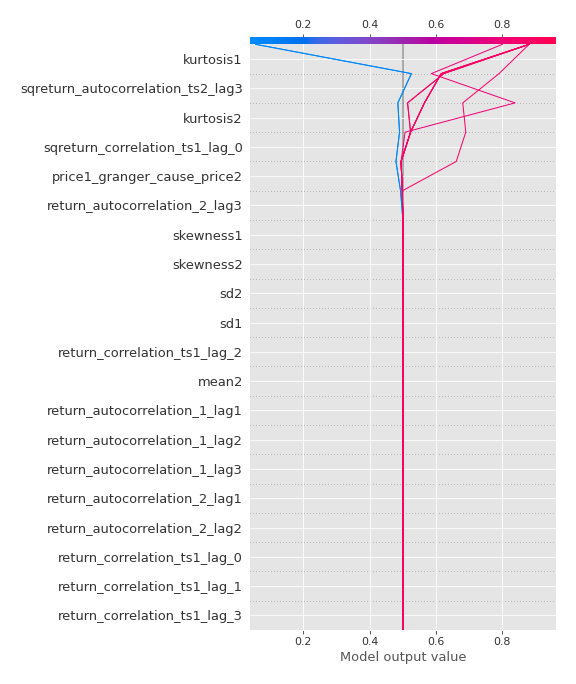 0.2 0.4 0.6 0.8
kurtosis1
sqreturn_autocorrelation_ts2_lag3
kurtosis2
sqreturn_correlation_ts1_lag_0
price1_granger_cause_price2
return_autocorrelation_2_lag3
skewness1
skewness2
sd2
sd1
return_correlation_ts1_lag_2
mean2
return_autocorrelation_1_lag1
return_autocorrelation_1_lag2
return_autocorrelation_1_lag3
return_autocorrelation_2_lag1
return_autocorrelation_2_lag2
return_correlation_ts1_lag_0
return_correlation_ts1_lag_1
return_correlation_ts1_lag_3
0.2 0.4 0.6 0.8
Model output value